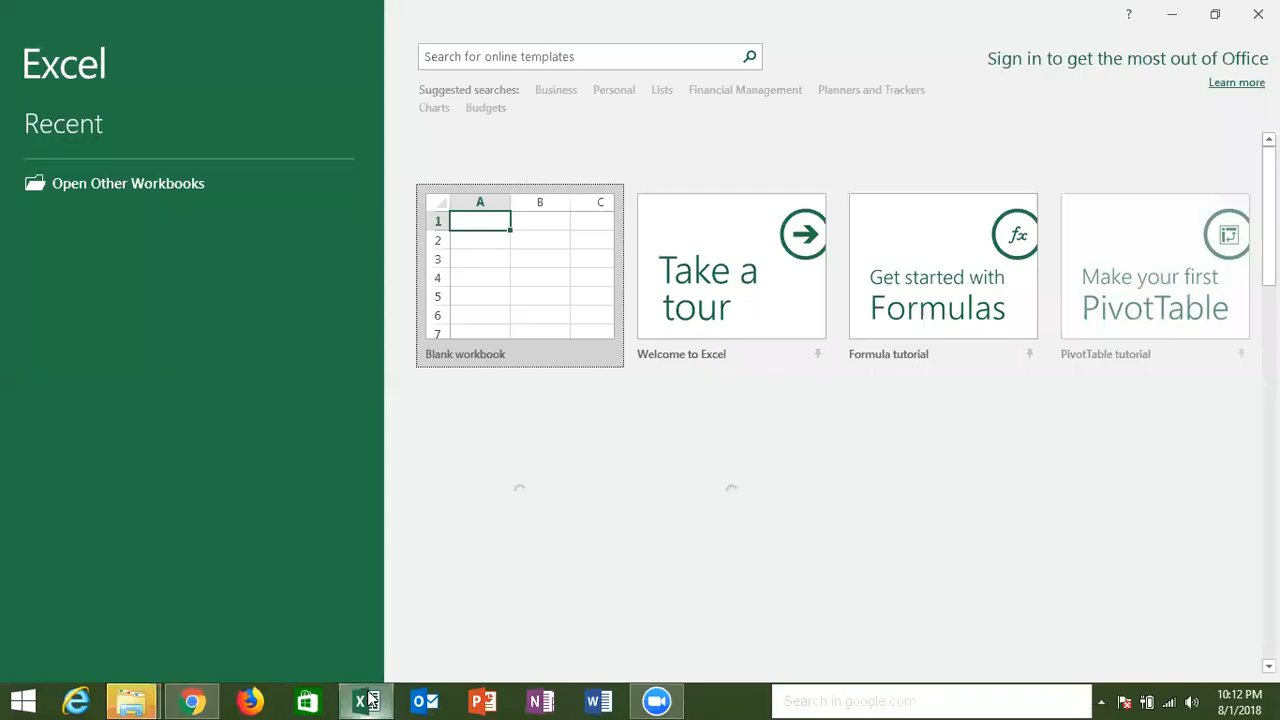 Excel
Recent
Open Other Workbooks
?
Search for online templates
Sign in to get the most out of Office
Learn more
Suggested searches: Business Personal Lists Financial Management Planners and Trackers
Charts Budgets
A B C
1
2
3
4
5
6
7
Blank workbook
Take a
tour
Welcome to Excel
fx
Get started with
Formulas
Formula tutorial
Make your first
PivotTable
PivotTable tutorial
Search in google.com
10:12 PM
8/1/2018